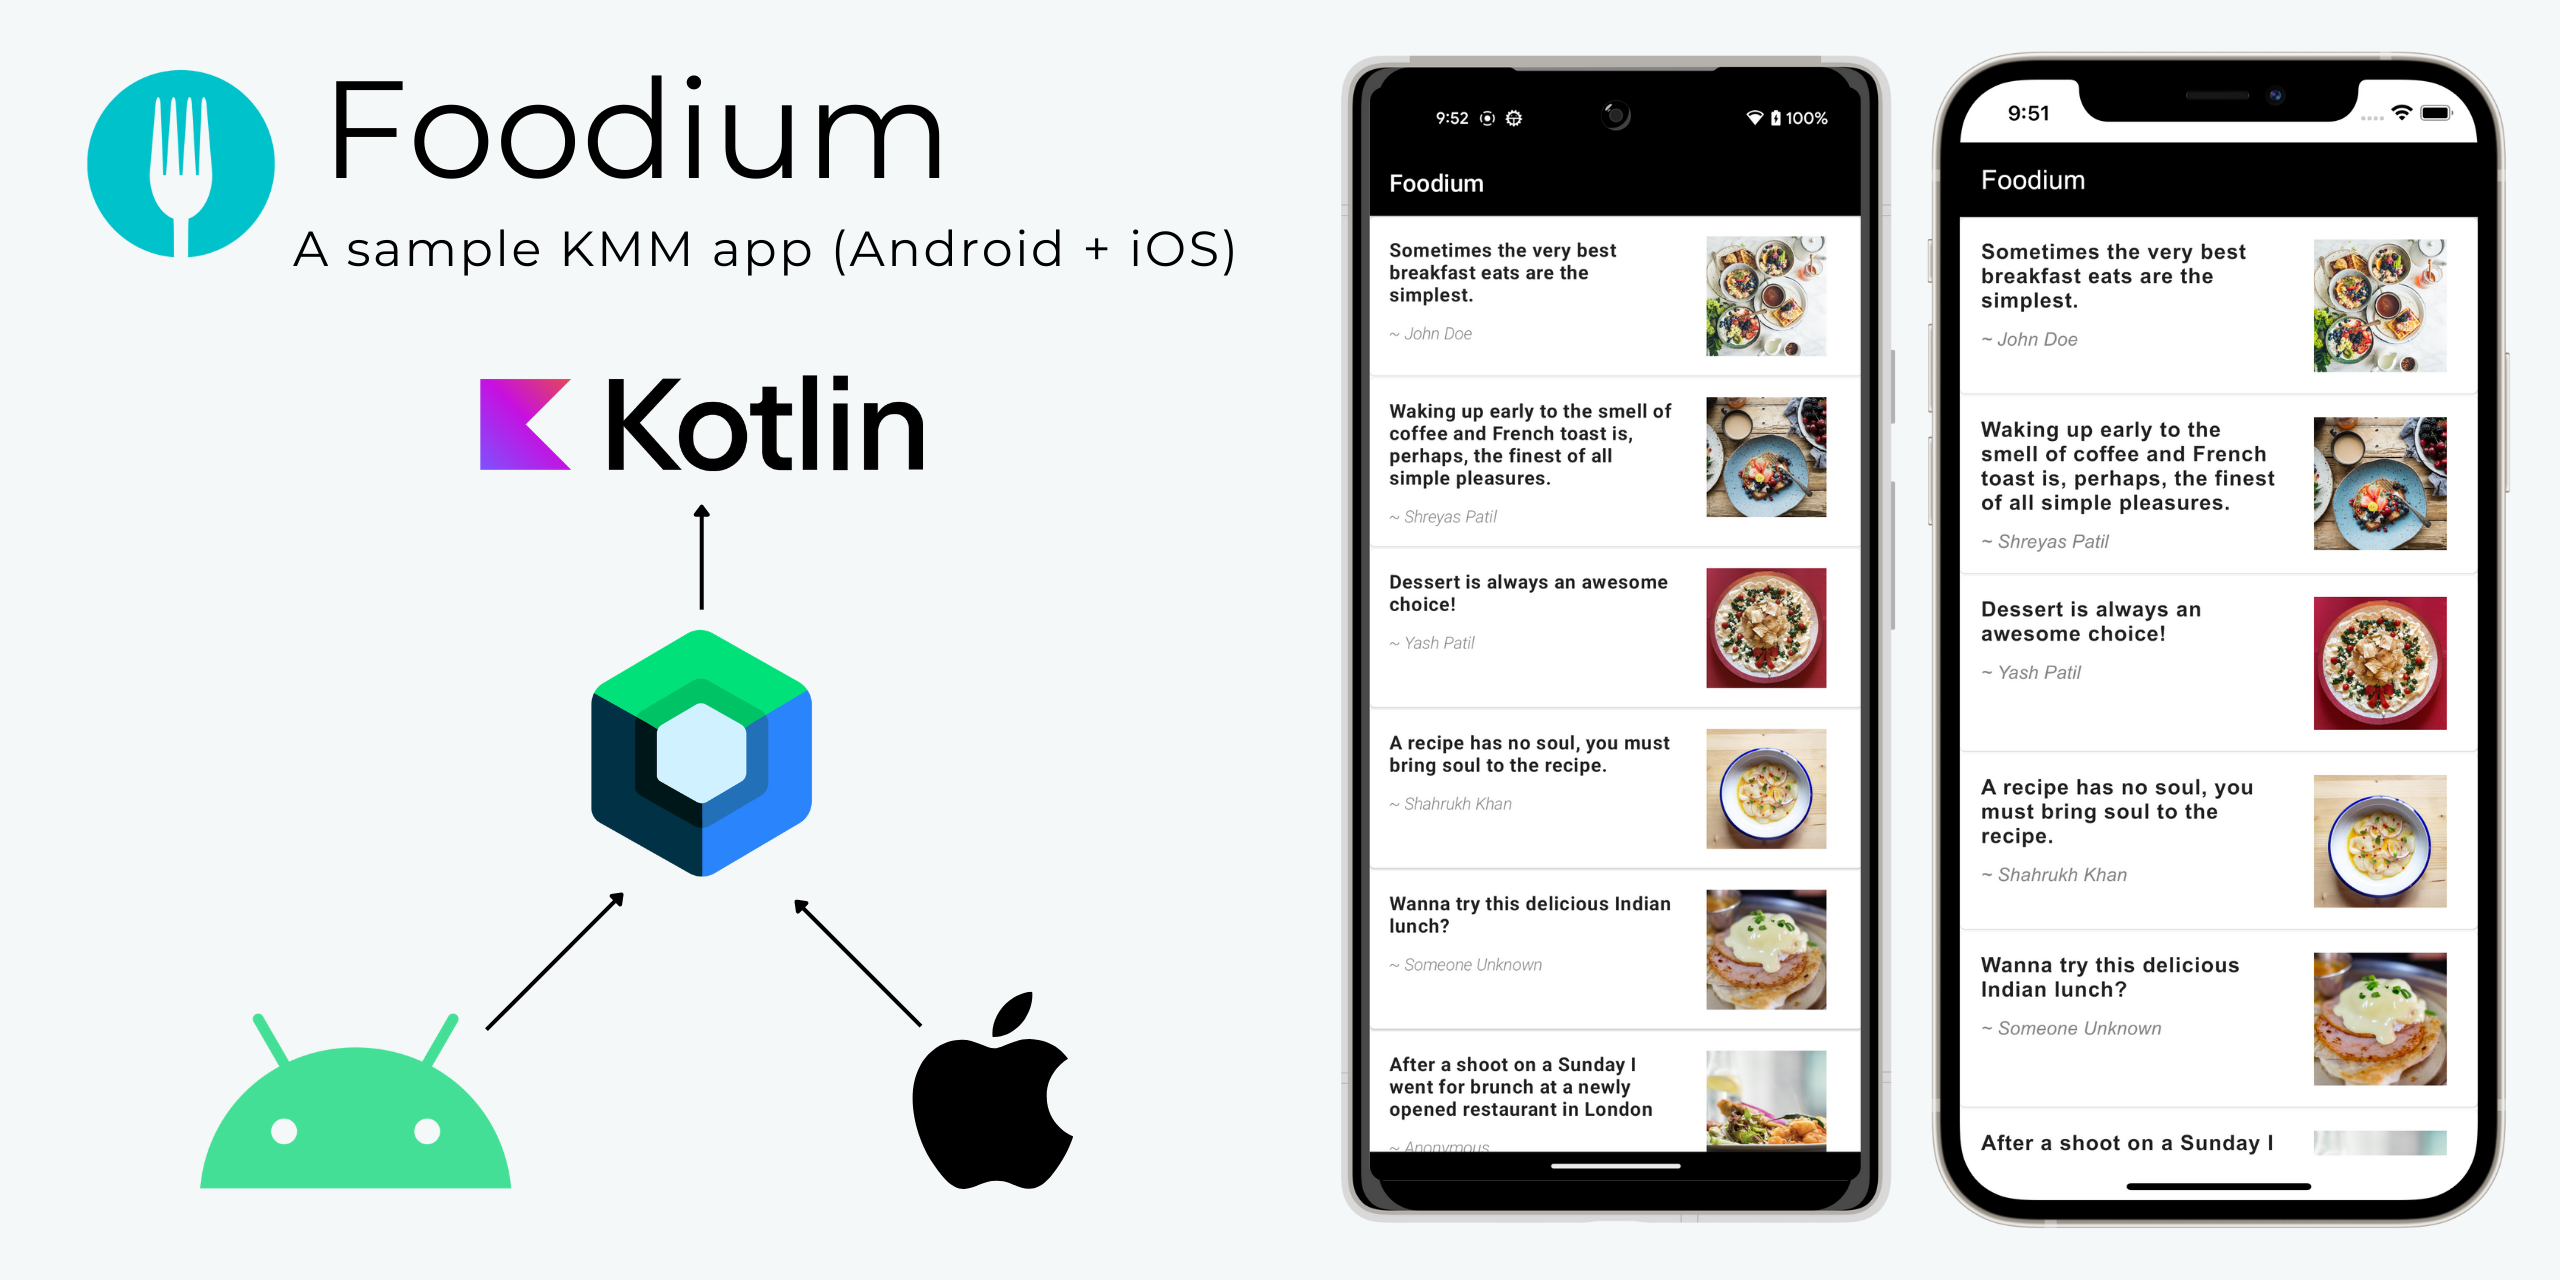 Foodium
A sample KMM app (Android + iOS)
Kotlin
9:52
100%
Foodium
Sometimes the very best
breakfast eats are the
simplest.
~ John Doe
Waking up early to the smell of
coffee and French toast is,
perhaps, the finest of all
simple pleasures.
~ Shreyas Patil
Dessert is always an awesome
choice!
~ Yash Patil
A recipe has no soul, you must
bring soul to the recipe.
~ Shahrukh Khan
Wanna try this delicious Indian
lunch?
~ Someone Unknown
After a shoot on a Sunday I
went for brunch at a newly
opened restaurant in London
~ Anonymous
9:51
Foodium
Sometimes the very best
breakfast eats are the
simplest.
~ John Doe
Waking up early to the
smell of coffee and French
toast is, perhaps, the finest
of all simple pleasures.
~ Shreyas Patil
Dessert is always an
awesome choice!
~ Yash Patil
A recipe has no soul, you
must bring soul to the
recipe.
~ Shahrukh Khan
Wanna try this delicious
Indian lunch?
~ Someone Unknown
After a shoot on a Sunday I